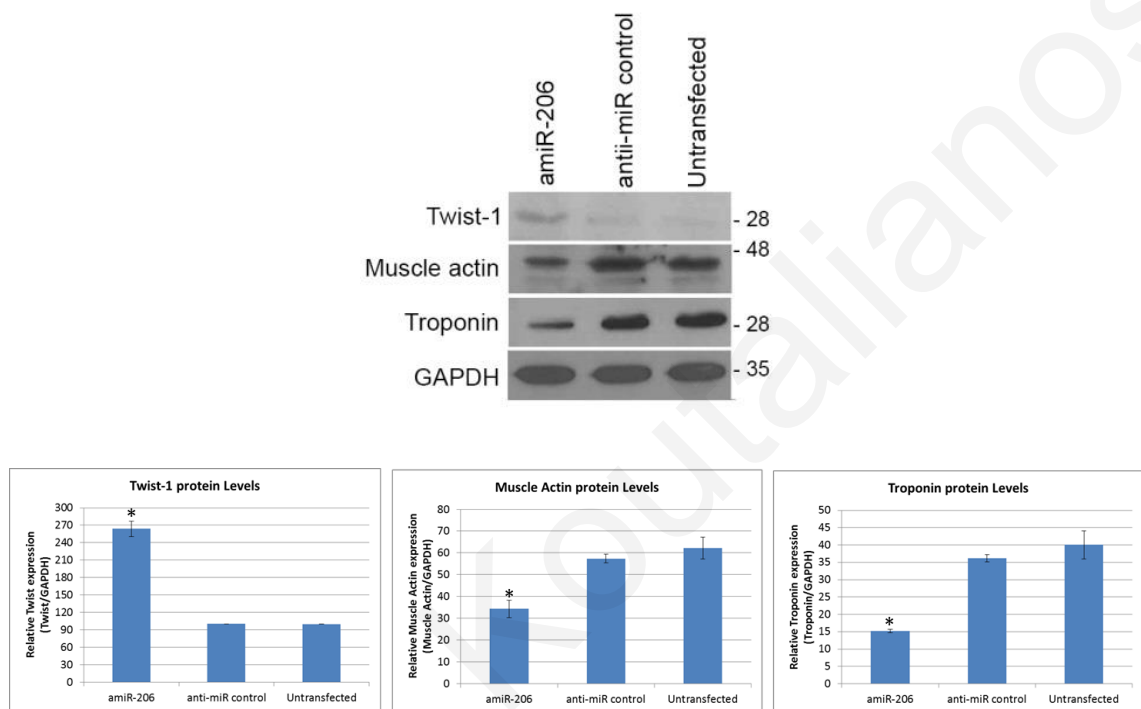 amiR-206
antii-miR control
Untransfected
Twist-1
- 28
- 48
Muscle actin
Troponin
- 28
- 35
GAPDH
Koutalianos
Twist-1 protein Levels
Relative Twist expression
(Twist/GAPDH)
300
270
240
210
180
150
120
90
60
30
0
*
amiR-206 anti-miR control Untransfected
Muscle Actin protein Levels
Relative Muscle Actin expression
(Muscle Actin/GAPDH)
80
70
60
50
40
30
20
10
0
*
amiR-206 anti-miR control Untransfected
Troponin protein Levels
Relative Troponin expression
(Troponin/GAPDH)
45
40
35
30
25
20
15
10
5
0
*
amiR-206 anti-miR control Untransfected